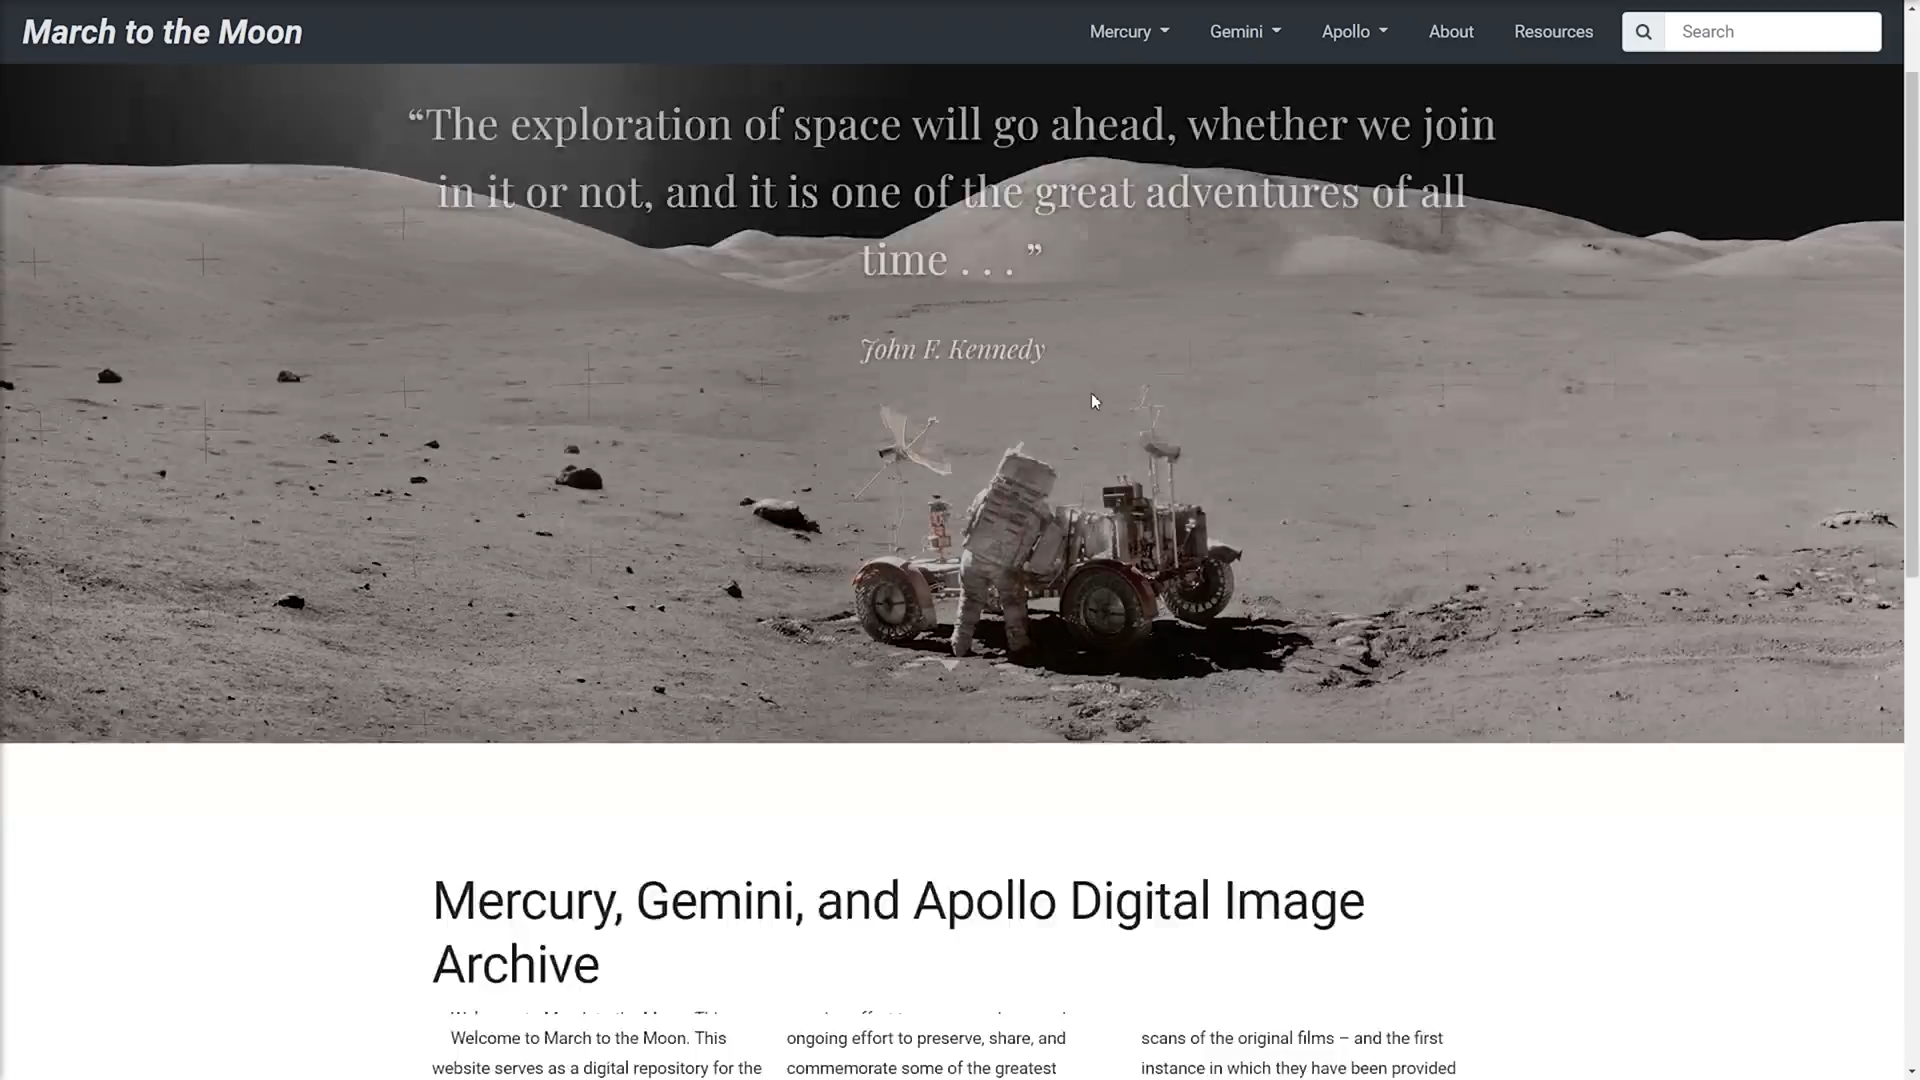 March to the Moon
Mercury
Gemini
Apollo
About
Resources
Search
“The exploration of space will go ahead, whether we join
in it or not, and it is one of the great adventures of all
time . . . ”
John F. Kennedy
Mercury, Gemini, and Apollo Digital Image
Archive
Welcome to March to the Moon. This
website serves as a digital repository for the
ongoing effort to preserve, share, and
commemorate some of the greatest
scans of the original films – and the first
instance in which they have been provided